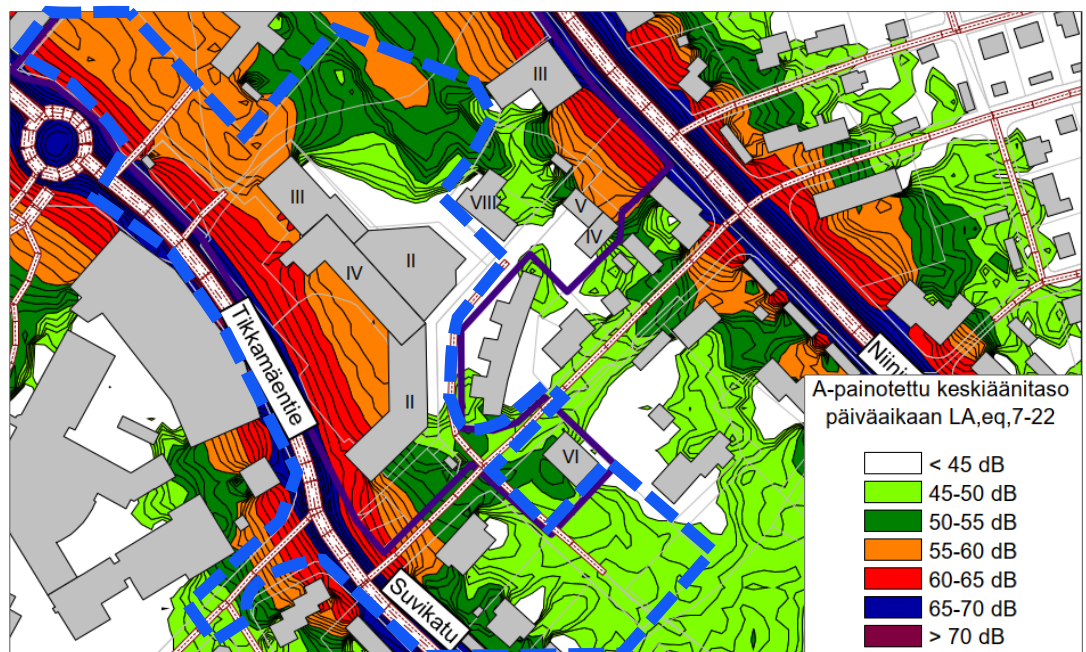 III
VIII
V
IV
III
II
IV
Tikkamäentie
II
VI
Suvikatu
Niini
A-painotettu keskiäänitaso
päiväaikaan LA,eq,7-22
< 45 dB
45-50 dB
50-55 dB
55-60 dB
60-65 dB
65-70 dB
> 70 dB